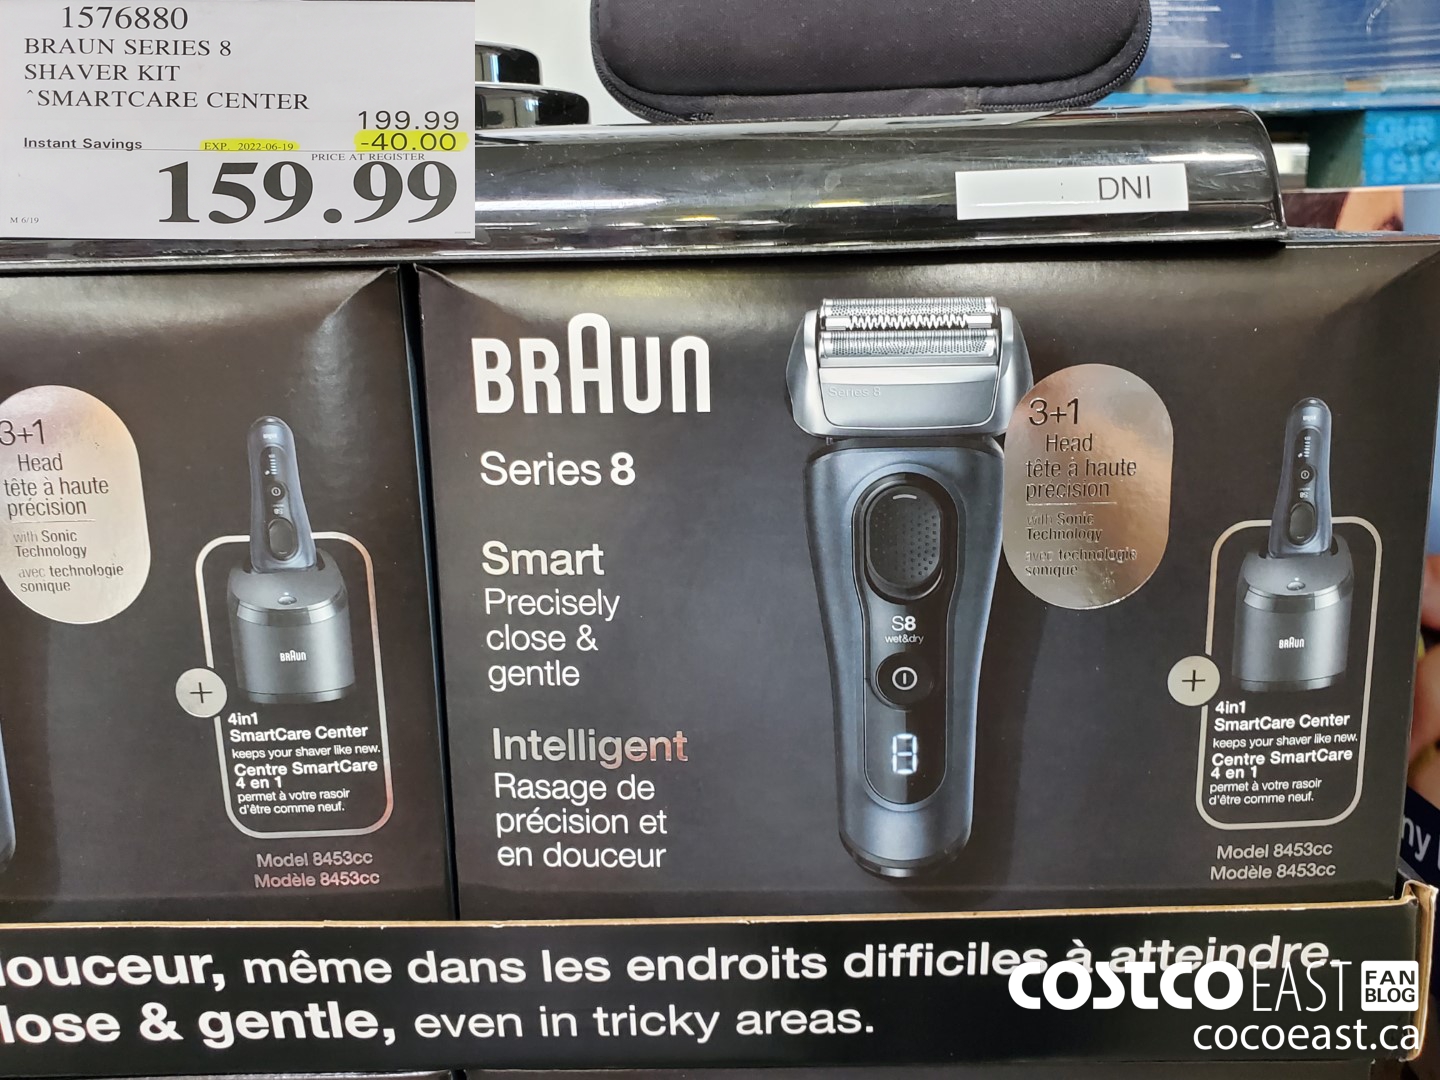 1576880
BRAUN SERIES 8
SHAVER KIT
^SMARTCARE CENTER
199.99
Instant Savings EXP. 2022-06-19 -40.00
PRICE AT REGISTER
159.99
M 6/19
DNI
3+1
Head
tête à haute
précision
with Sonic
Technology
avec technologie
sonique
BRAUN
+
4in1
SmartCare Center
keeps your shaver like new.
Centre SmartCare
4 en 1
permet à votre rasoir
d'être comme neuf.
Model 8453cc
Modèle 8453cc
BRAUN
Series 8
Smart
Precisely
close &
gentle
Intelligent
Rasage de
précision et
en douceur
Series 8
S8
wet&dry
8
3+1
Head
tête à haute
précision
with Sonic
Technology
avec technologie
sonique
BRAUN
+
4in1
SmartCare Center
keeps your shaver like new.
Centre SmartCare
4 en 1
permet à votre rasoir
d'être comme neuf.
Model 8453cc
Modèle 8453cc
ouceur, même dans les endroits difficiles à atteindre.
lose & gentle, even in tricky areas.
COSTCO EAST FAN BLOG
cocoeast.ca